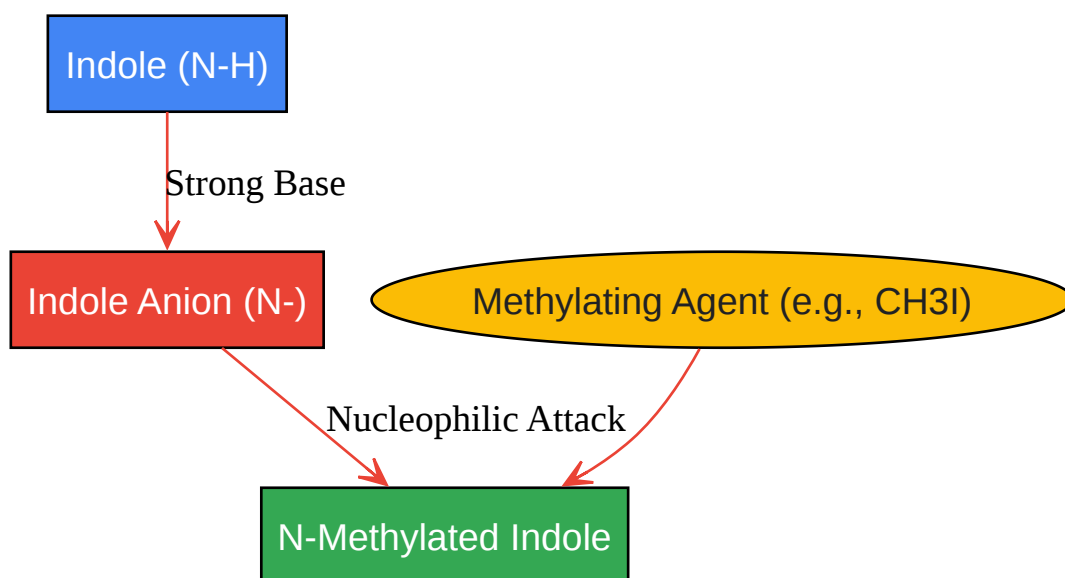 Indole (N-H)
Strong Base
Indole Anion (N-)
Methylating Agent (e.g., CH3I)
Nucleophilic Attack
N-Methylated Indole